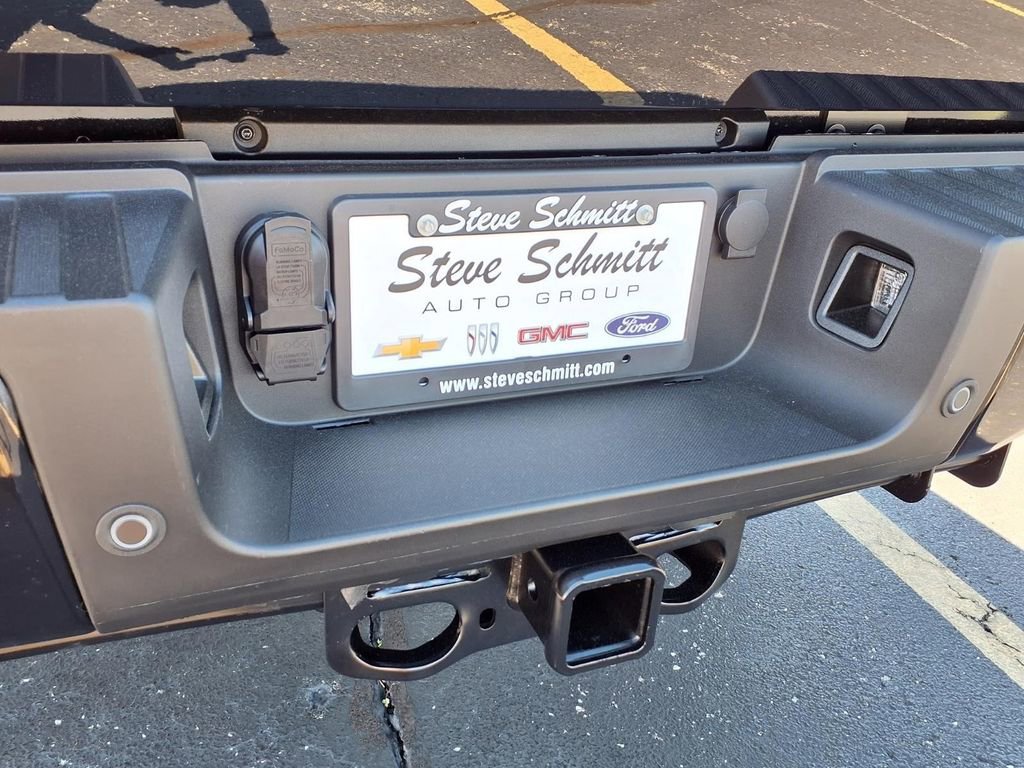 Steve Schmitt
Steve Schmitt
AUTO GROUP
GMC Ford
www.steveschmitt.com
FoMoCo